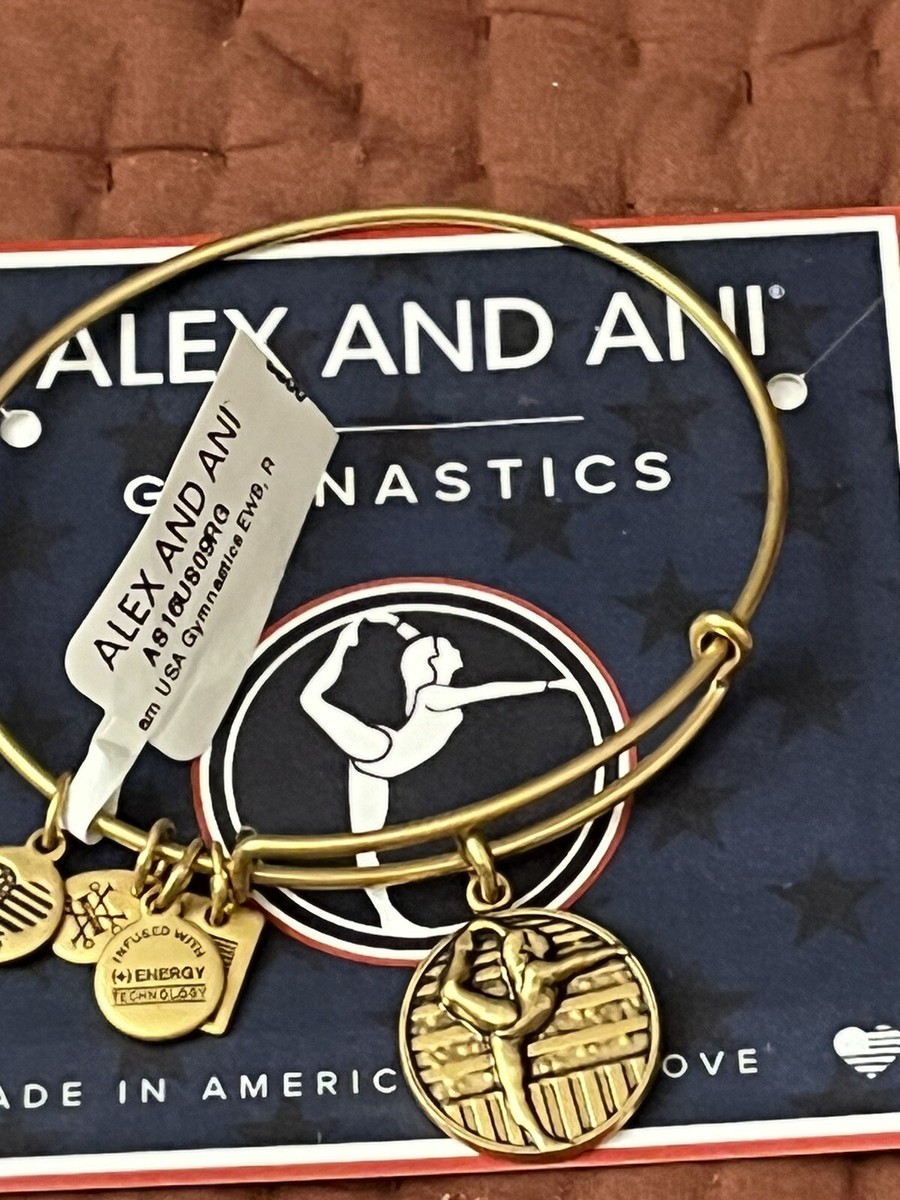 ALEX AND ANI®
GYMNASTICS
ALEX AND ANI
AS16US09RG
am USA Gymnastics EWB, R
INFUSED WITH
(+) ENERGY
TECHNOLOGY
ADE IN AMERIC OVE